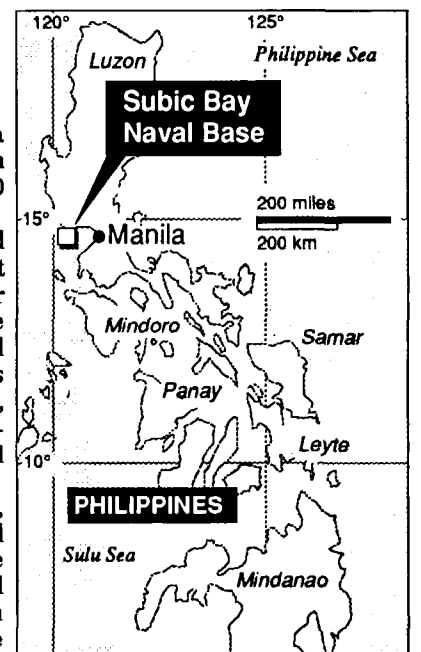 120°
125°
Luzon
Philippine Sea
Subic Bay
Naval Base
200 miles
15°
200 km
Manila
Mindoro
Samar
Panay
Leyte
10°
PHILIPPINES
Sulu Sea
Mindanao